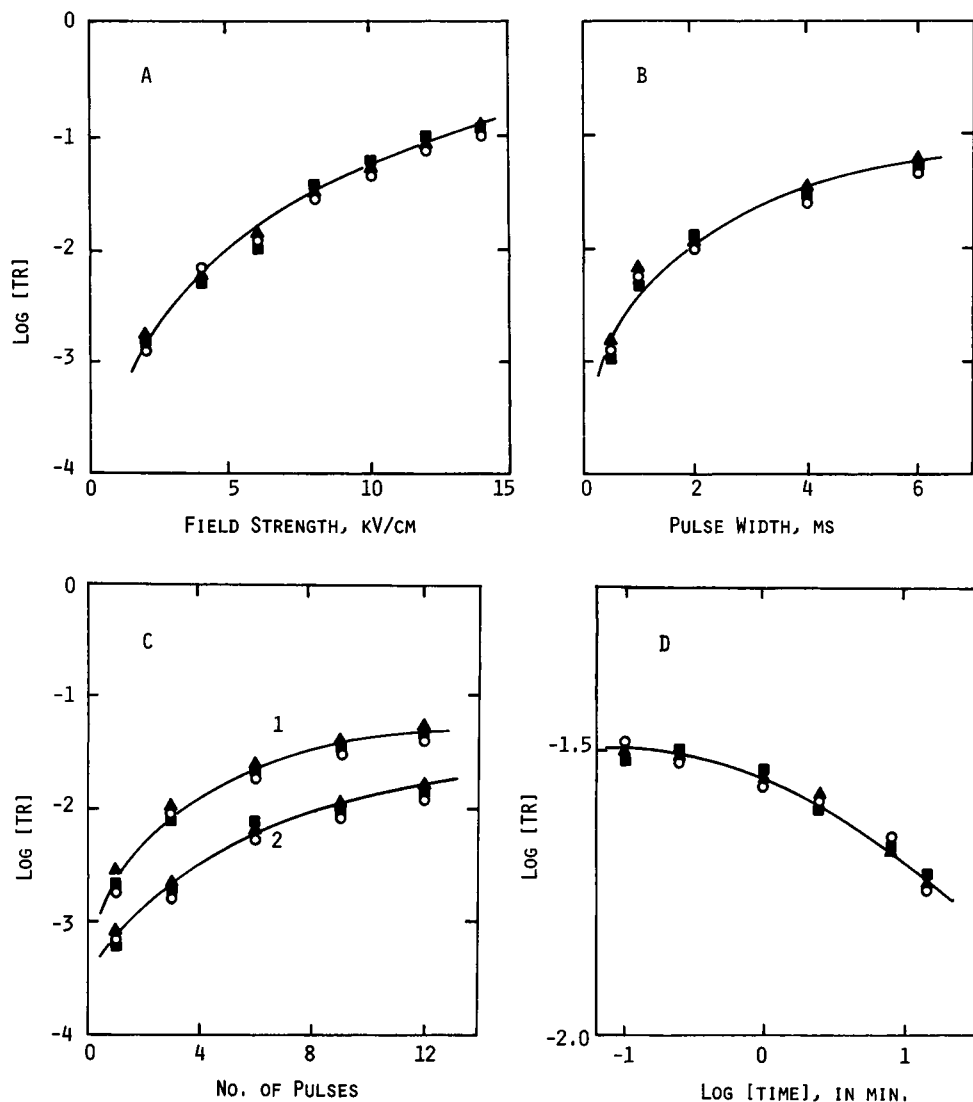 0
A
-1
-2
-3
-4
LOG [TR]
0 5 10 15
FIELD STRENGTH, KV/CM
B
0 2 4 6
PULSE WIDTH, MS
0
C
-1
1
-2
2
-3
-4
LOG [TR]
0 4 8 12
NO. OF PULSES
D
-1.5
-2.0
LOG [TR]
-1 0 1
LOG [TIME], IN MIN.